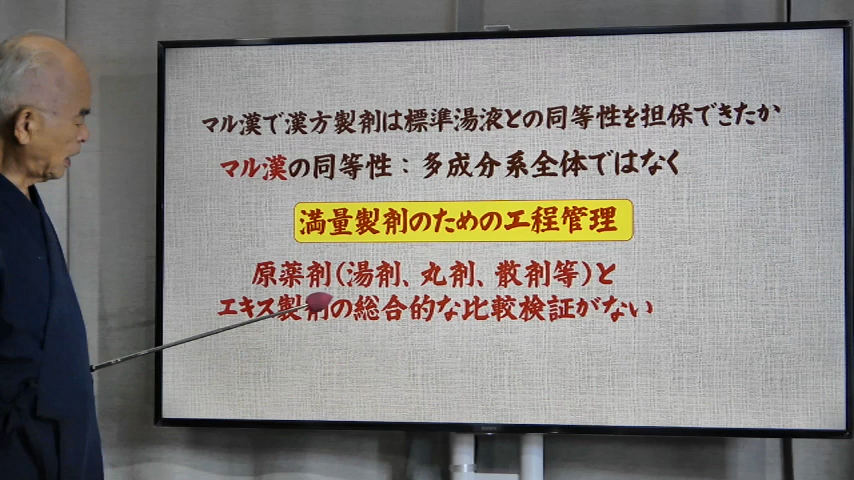 マル漢で漢方製剤は標準湯液との同等性を担保できたか
マル漢の同等性：多成分系全体ではなく
満量製剤のための工程管理
原薬剤（湯剤、丸剤、散剤等）と
エキス製剤の総合的な比較検証がない
SONY